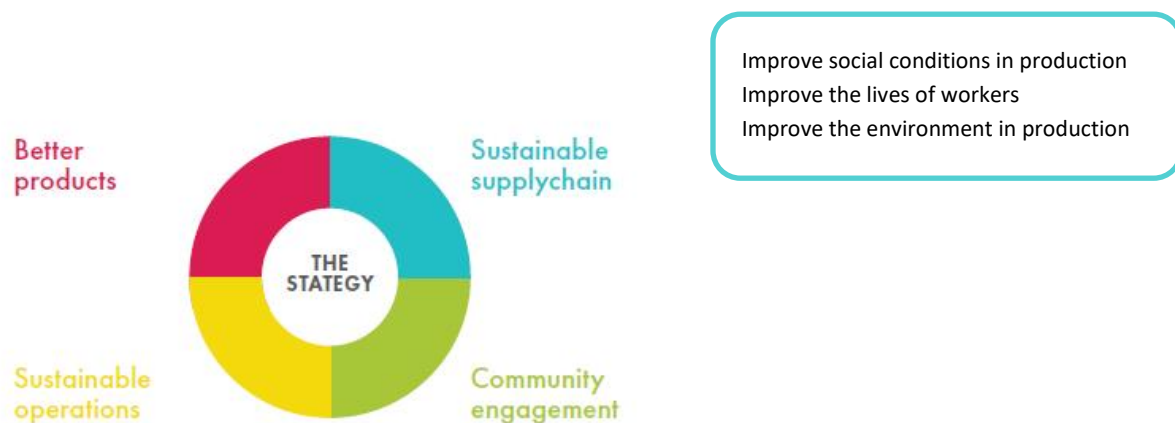 Improve social conditions in production
Improve the lives of workers
Improve the environment in production
Better
products
Sustainable
supplychain
THE
STATEGY
Sustainable
operations
Community
engagement